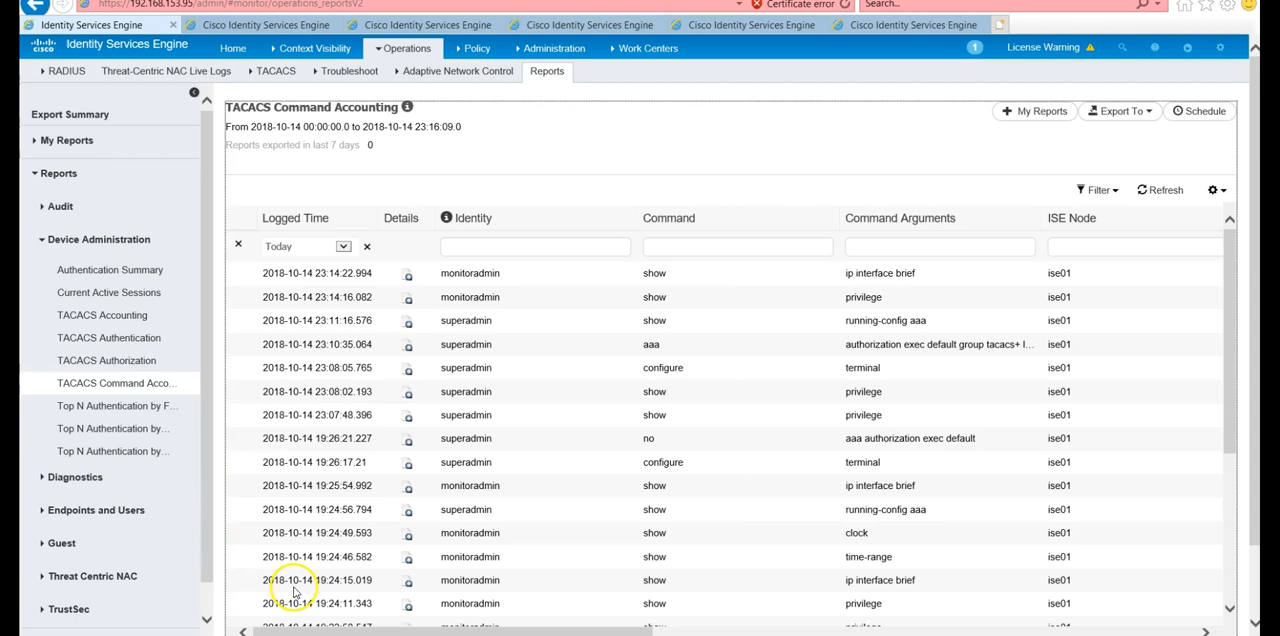 https://192.168.153.95/admin/#monitor/operations_reportsV2 Certificate error Search...
Identity Services Engine Cisco Identity Services Engine Cisco Identity Services Engine Cisco Identity Services Engine Cisco Identity Services Engine Cisco Identity Services Engine
CISCO Identity Services Engine Home Context Visibility Operations Policy Administration Work Centers 1 License Warning
RADIUS Threat-Centric NAC Live Logs TACACS Troubleshoot Adaptive Network Control Reports
Export Summary
My Reports
Reports
Audit
Device Administration
Authentication Summary
Current Active Sessions
TACACS Accounting
TACACS Authentication
TACACS Authorization
TACACS Command Acco...
Top N Authentication by F...
Top N Authentication by...
Top N Authentication by...
Diagnostics
Endpoints and Users
Guest
Threat Centric NAC
TrustSec
TACACS Command Accounting
My Reports Export To Schedule
From 2018-10-14 00:00:00.0 to 2018-10-14 23:16:09.0
Reports exported in last 7 days 0
Filter Refresh
Logged Time Details Identity Command Command Arguments ISE Node
Today
2018-10-14 23:14:22.994 monitoradmin show ip interface brief ise01
2018-10-14 23:14:16.082 monitoradmin show privilege ise01
2018-10-14 23:11:16.576 superadmin show running-config aaa ise01
2018-10-14 23:10:35.064 superadmin aaa authorization exec default group tacacs+ l... ise01
2018-10-14 23:08:05.765 superadmin configure terminal ise01
2018-10-14 23:08:02.193 superadmin show privilege ise01
2018-10-14 23:07:48.396 superadmin show privilege ise01
2018-10-14 19:26:21.227 superadmin no aaa authorization exec default ise01
2018-10-14 19:26:17.21 superadmin configure terminal ise01
2018-10-14 19:25:54.992 monitoradmin show ip interface brief ise01
2018-10-14 19:24:56.794 superadmin show running-config aaa ise01
2018-10-14 19:24:49.593 monitoradmin show clock ise01
2018-10-14 19:24:46.582 monitoradmin show time-range ise01
2018-10-14 19:24:15.019 monitoradmin show ip interface brief ise01
2018-10-14 19:24:11.343 monitoradmin show privilege ise01